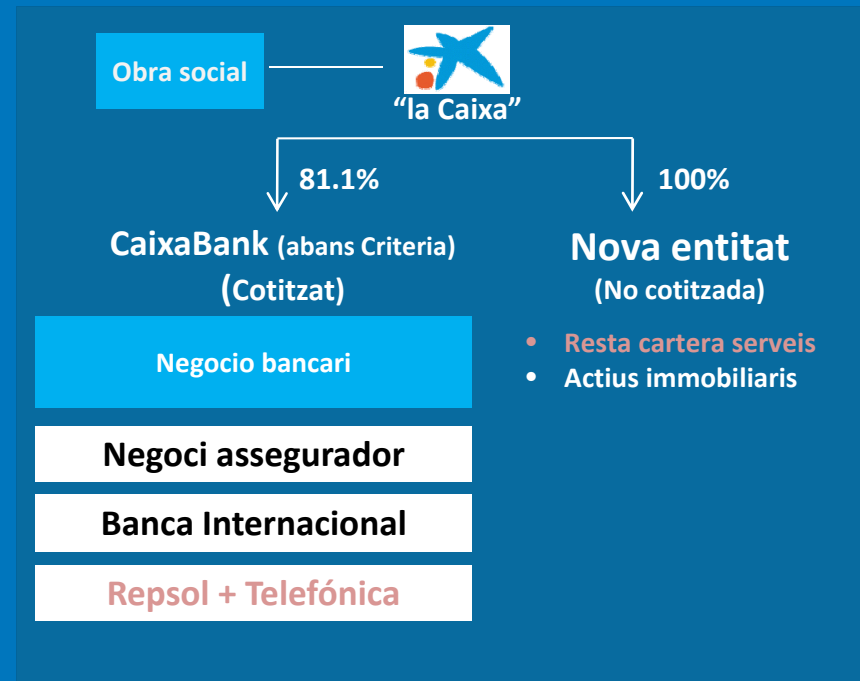 Obra social
“la Caixa”
81.1%
100%
CaixaBank (abans Criteria)
(Cotitzat)
Negocio bancari
Negoci assegurador
Banca Internacional
Repsol + Telefónica
Nova entitat
(No cotitzada)
• Resta cartera serveis
• Actius immobiliaris